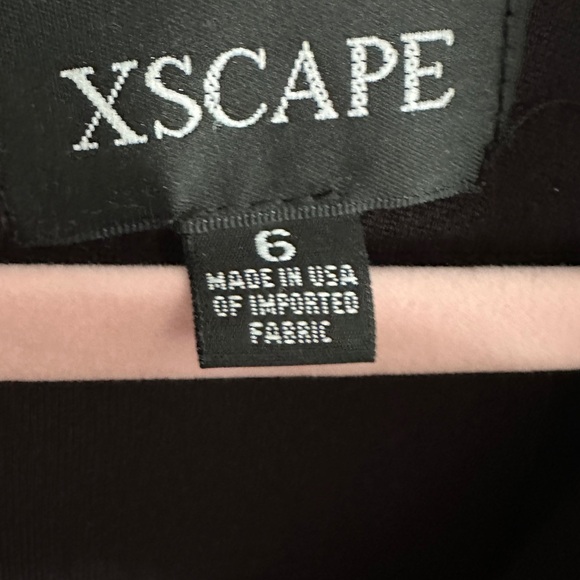 XSCAPE
6
MADE IN USA
OF IMPORTED
FABRIC